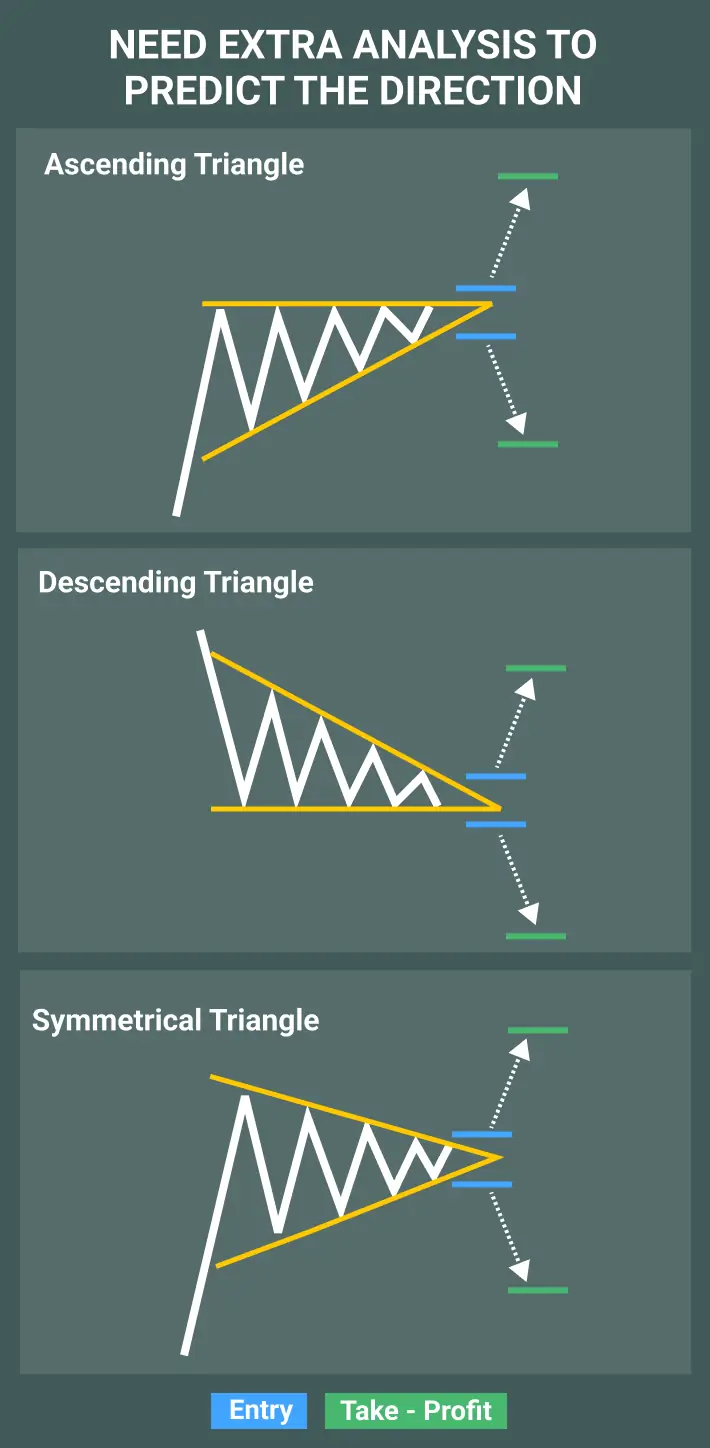 NEED EXTRA ANALYSIS TO
PREDICT THE DIRECTION
Ascending Triangle
Descending Triangle
Symmetrical Triangle
Entry
Take - Profit